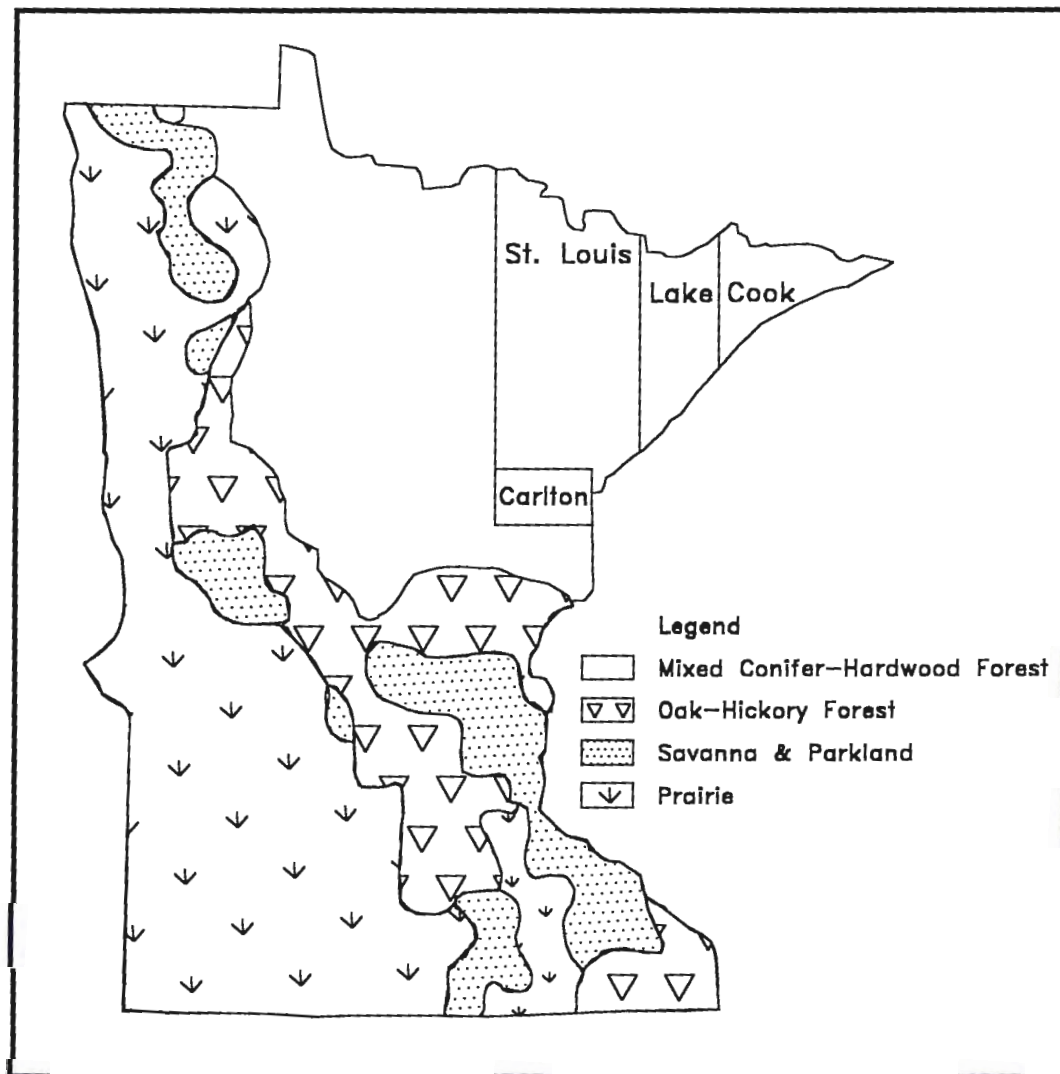 St. Louis
Lake Cook
Carlton
Legend
Mixed Conifer-Hardwood Forest
Oak-Hickory Forest
Savanna & Parkland
Prairie